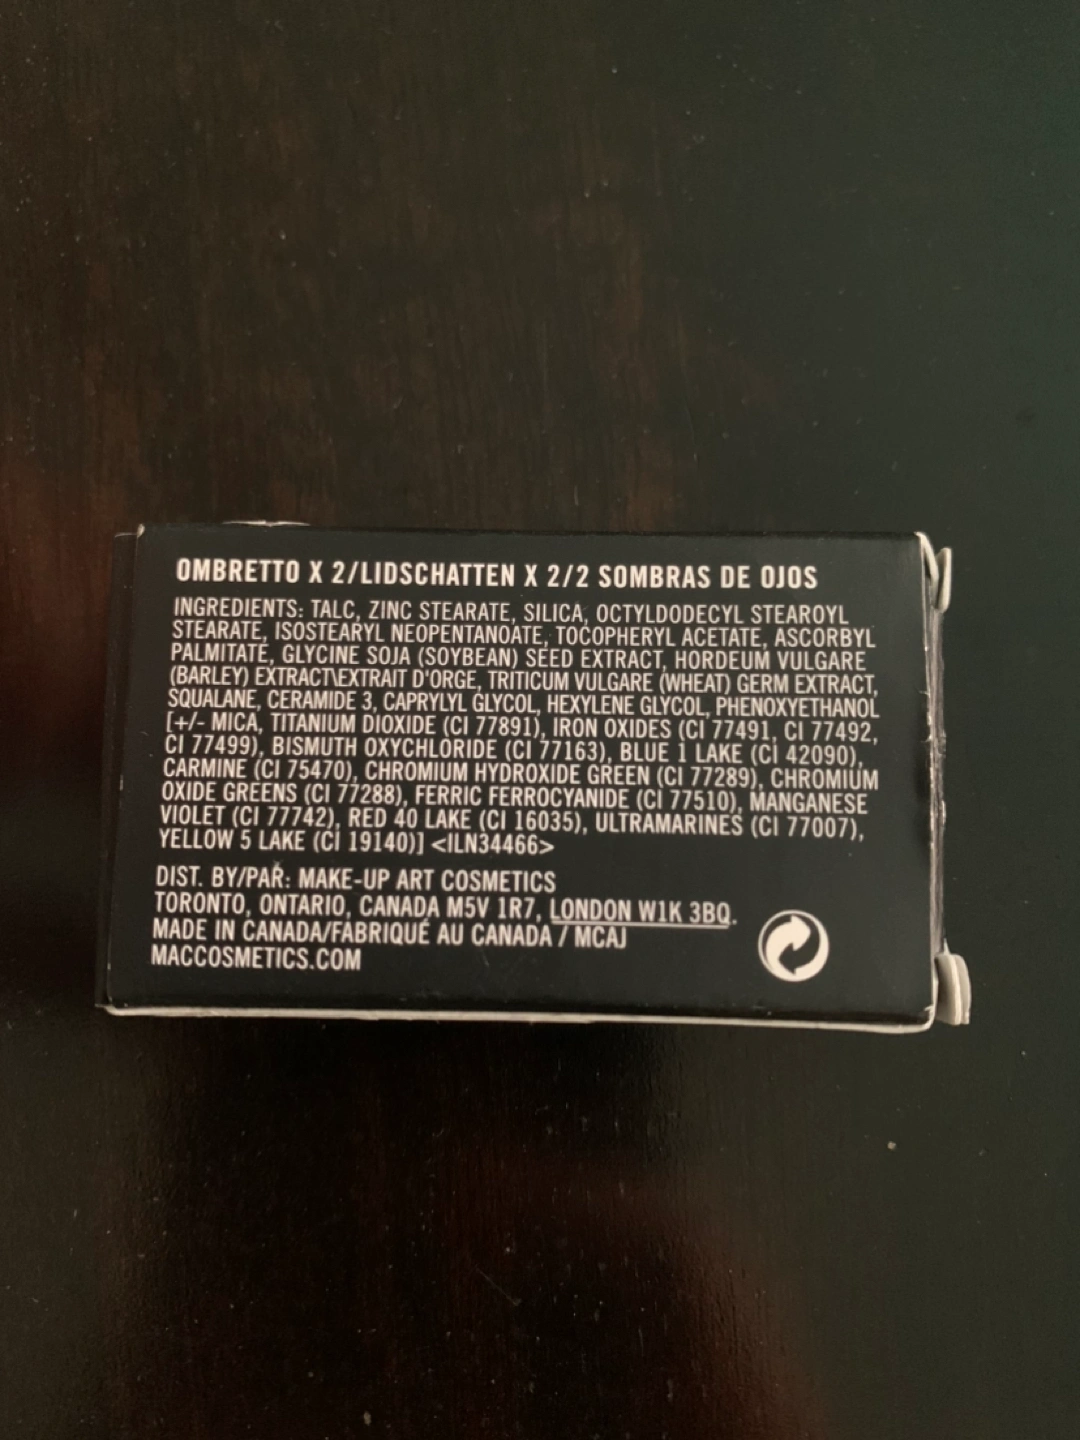 OMBRETTO X 2/LIDSCHATTEN X 2/2 SOMBRAS DE OJOS
INGREDIENTS: TALC, ZINC STEARATE, SILICA, OCTYLDODECYL STEAROYL
STEARATE, ISOSTEARYL NEOPENTANOATE, TOCOPHERYL ACETATE, ASCORBYL
PALMITATE, GLYCINE SOJA (SOYBEAN) SEED EXTRACT, HORDEUM VULGARE
(BARLEY) EXTRACT\EXTRAIT D'ORGE, TRITICUM VULGARE (WHEAT) GERM EXTRACT,
SQUALANE, CERAMIDE 3, CAPRYLYL GLYCOL, HEXYLENE GLYCOL, PHENOXYETHANOL
[+/- MICA, TITANIUM DIOXIDE (CI 77891), IRON OXIDES (CI 77491, CI 77492,
CI 77499), BISMUTH OXYCHLORIDE (CI 77163), BLUE 1 LAKE (CI 42090),
CARMINE (CI 75470), CHROMIUM HYDROXIDE GREEN (CI 77289), CHROMIUM
OXIDE GREENS (CI 77288), FERRIC FERROCYANIDE (CI 77510), MANGANESE
VIOLET (CI 77742), RED 40 LAKE (CI 16035), ULTRAMARINES (CI 77007),
YELLOW 5 LAKE (CI 19140)] <ILN34466>
DIST. BY/PAR: MAKE-UP ART COSMETICS
TORONTO, ONTARIO, CANADA M5V 1R7, LONDON W1K 3BQ.
MADE IN CANADA/FABRIQUÉ AU CANADA / MCAJ
MACCOSMETICS.COM